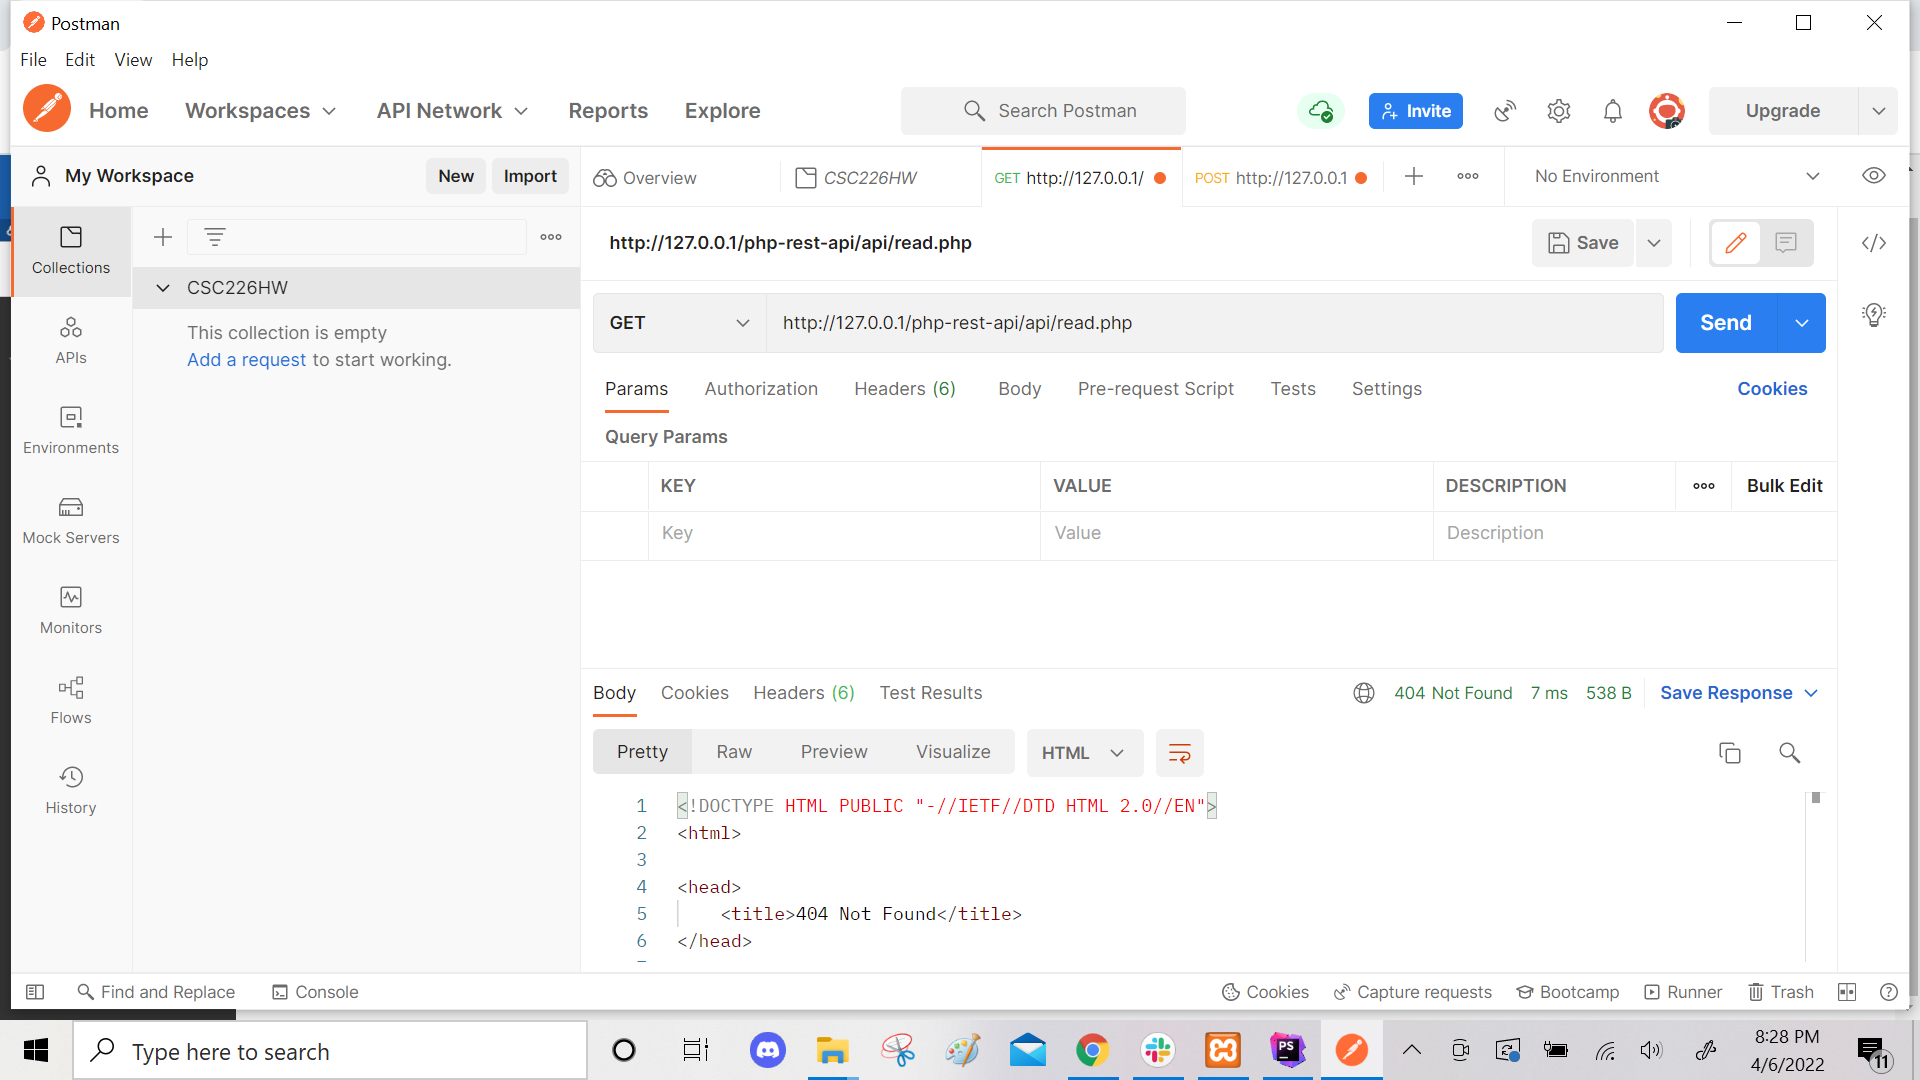 Postman
File Edit View Help
Home Workspaces API Network Reports Explore Search Postman Invite Upgrade
My Workspace New Import
Overview CSC226HW GET http://127.0.0.1/ POST http://127.0.0.1 No Environment
http://127.0.0.1/php-rest-api/api/read.php Save
Collections
APIs
Environments
Mock Servers
Monitors
Flows
History
CSC226HW
This collection is empty
Add a request to start working.
GET http://127.0.0.1/php-rest-api/api/read.php Send
Params Authorization Headers (6) Body Pre-request Script Tests Settings Cookies
Query Params
KEY VALUE DESCRIPTION Bulk Edit
Key Value Description
Body Cookies Headers (6) Test Results 404 Not Found 7 ms 538 B Save Response
Pretty Raw Preview Visualize HTML
1 <!DOCTYPE HTML PUBLIC "-//IETF//DTD HTML 2.0//EN">
2 <html>
3
4 <head>
5 <title>404 Not Found</title>
6 </head>
Find and Replace Console Cookies Capture requests Bootcamp Runner Trash
Type here to search PS 8:28 PM
4/6/2022 11